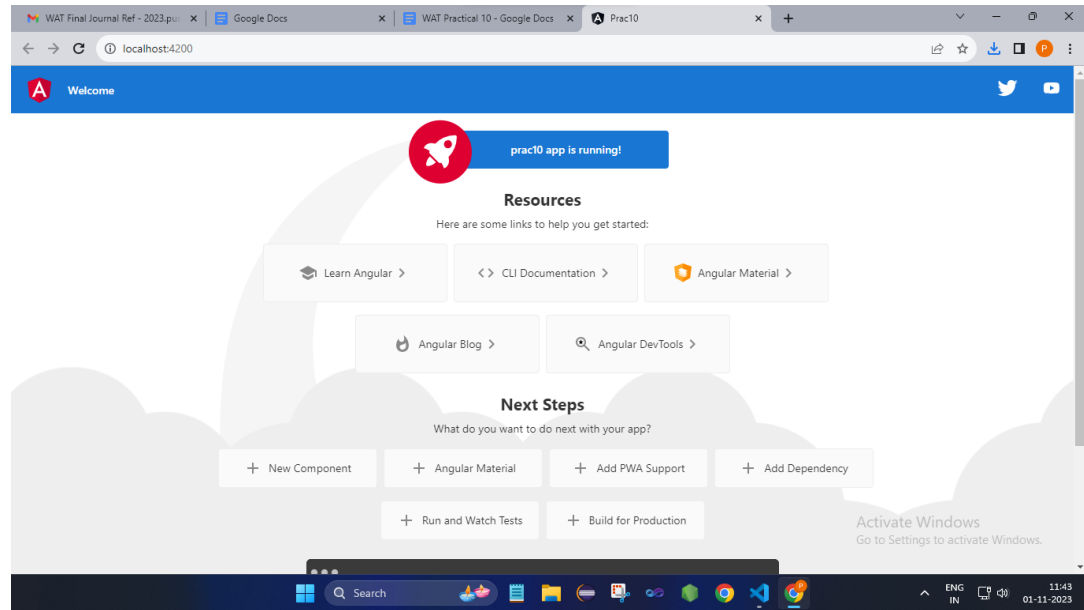 WAT Final Journal Ref - 2023.pu
Google Docs
WAT Practical 10 - Google Docs
Prac10
localhost:4200
P
Welcome
prac10 app is running!
Resources
Here are some links to help you get started:
Learn Angular
CLI Documentation
Angular Material
Angular Blog
Angular DevTools
Next Steps
What do you want to do next with your app?
New Component
Angular Material
Add PWA Support
Add Dependency
Run and Watch Tests
Build for Production
Activate Windows
Go to Settings to activate Windows.
Search
ENG
IN
11:43
01-11-2023